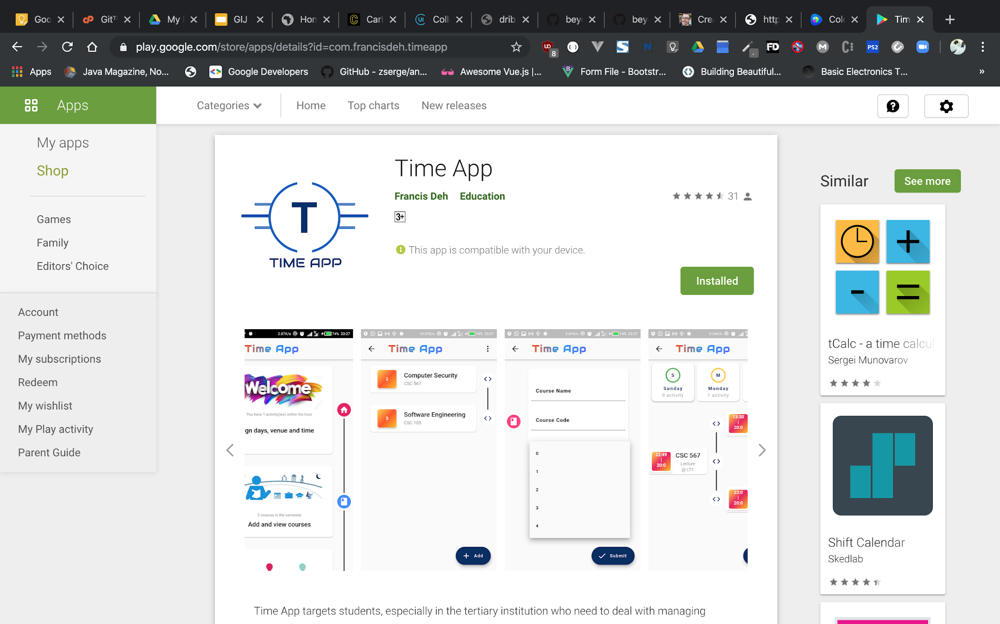 Goo
Git
My
GIJ
Hom
Carl
Coll
drib
bey
bey
Cre
http
Colo
Tim
play.google.com/store/apps/details?id=com.francisdeh.timeapp
8
FD
PS2
Apps
Java Magazine, No...
Google Developers
GitHub - zserge/an...
Awesome Vue.js |...
Form File - Bootstr...
Building Beautiful...
Basic Electronics T...
»
Apps
Categories
Home
Top charts
New releases
My apps
Shop
Games
Family
Editors' Choice
Account
Payment methods
My subscriptions
Redeem
My wishlist
My Play activity
Parent Guide
T
TIME APP
Time App
Francis Deh
Education
31
3+
This app is compatible with your device.
Installed
2.87K/s 74% 23:27
Time App
Welcome
You have 1 activity(ies) within the hour
gn days, venue and time
2 courses in the semester
Add and view courses
10.07K/s 74% 23:27
Time App
2
Computer Security
CSC 567
3
Software Engineering
CSC 105
+ Add
2.81K/s 74% 23:27
Time App
Course Name
Course Code
0
1
2
3
4
Submit
0.26K/s
Time App
S
Sunday
0 activity
M
Monday
1 activity
13:30
|
20:0
22:49
|
20:0
CSC 567
Lecture
@ LT1
23:0
|
20:0
Time App targets students, especially in the tertiary institution who need to deal with managing
Similar
See more
tCalc - a time calcul
Sergei Munovarov
Shift Calendar
Skedlab